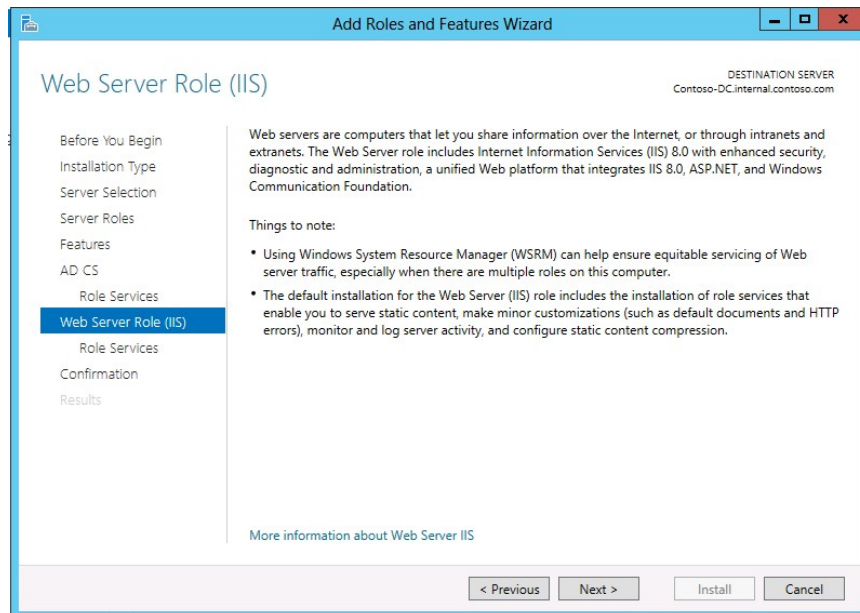 Add Roles and Features Wizard
Web Server Role (IIS)
DESTINATION SERVER
Contoso-DC.internal.contoso.com
Before You Begin
Installation Type
Server Selection
Server Roles
Features
AD CS
Role Services
Web Server Role (IIS)
Role Services
Confirmation
Results
Web servers are computers that let you share information over the Internet, or through intranets and
extranets. The Web Server role includes Internet Information Services (IIS) 8.0 with enhanced security,
diagnostic and administration, a unified Web platform that integrates IIS 8.0, ASP.NET, and Windows
Communication Foundation.
Things to note:
• Using Windows System Resource Manager (WSRM) can help ensure equitable servicing of Web
server traffic, especially when there are multiple roles on this computer.
• The default installation for the Web Server (IIS) role includes the installation of role services that
enable you to serve static content, make minor customizations (such as default documents and HTTP
errors), monitor and log server activity, and configure static content compression.
More information about Web Server IIS
< Previous
Next >
Install
Cancel